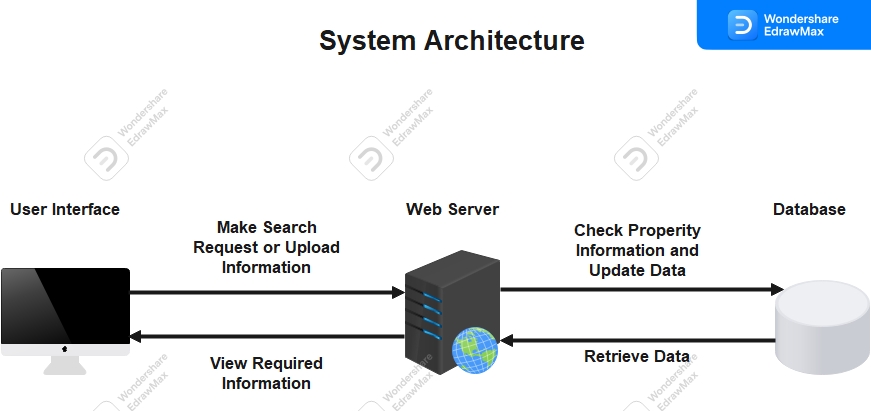 System Architecture
Wondershare
EdrawMax
Wondershare
EdrawMax
Wondershare
EdrawMax
Wondershare
EdrawMax
User Interface
Make Search
Request or Upload
Information
Web Server
Check Properity
Information and
Update Data
Database
View Required
Information
Retrieve Data
Wondershare
EdrawMax
Wondershare
EdrawMax
Wondershare
EdrawMax